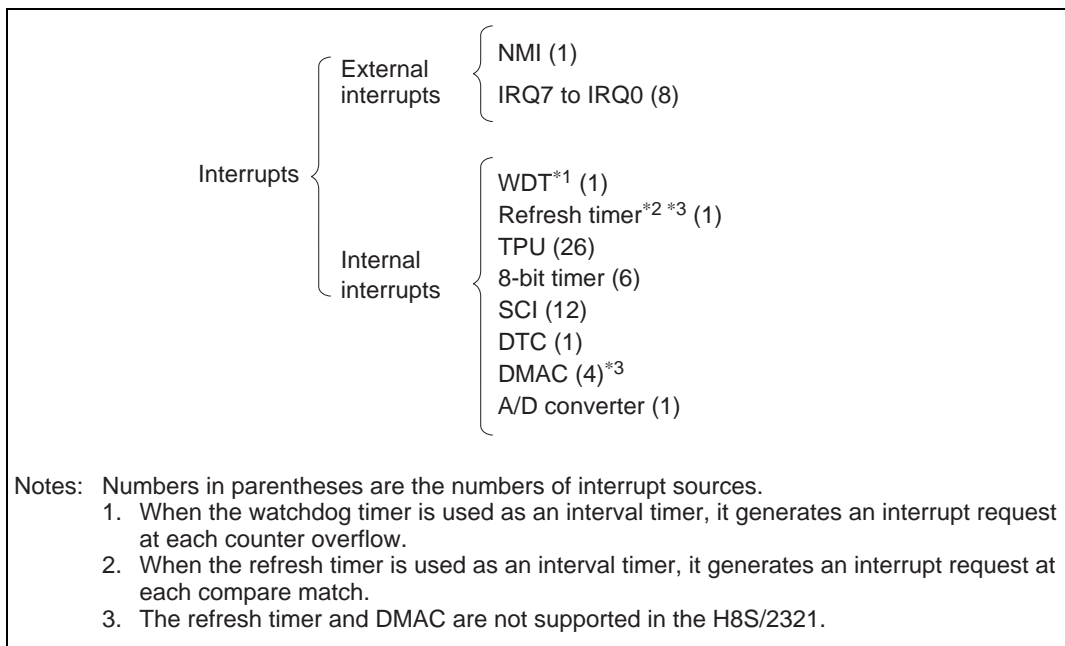 NMI (1)
External
interrupts
IRQ7 to IRQ0 (8)
Interrupts
WDT*1 (1)
Refresh timer*2 *3 (1)
TPU (26)
Internal
interrupts
8-bit timer (6)
SCI (12)
DTC (1)
DMAC (4)*3
A/D converter (1)
Notes: Numbers in parentheses are the numbers of interrupt sources.
1. When the watchdog timer is used as an interval timer, it generates an interrupt request
at each counter overflow.
2. When the refresh timer is used as an interval timer, it generates an interrupt request at
each compare match.
3. The refresh timer and DMAC are not supported in the H8S/2321.